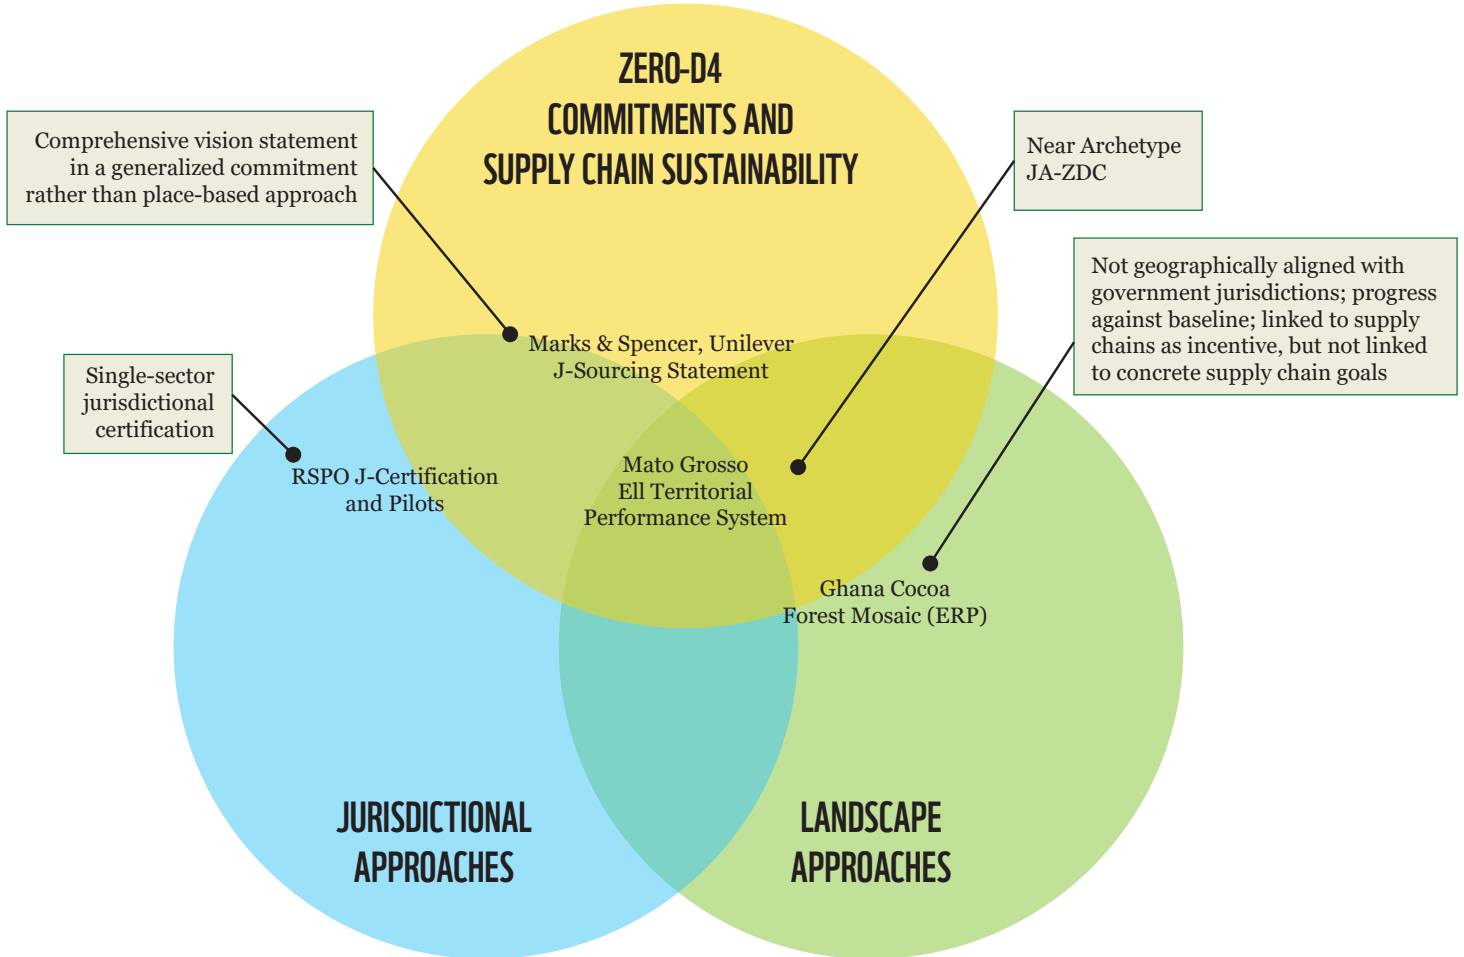 ZERO-D4
COMMITMENTS AND
SUPPLY CHAIN SUSTAINABILITY
Comprehensive vision statement
in a generalized commitment
rather than place-based approach
Near Archetype
JA-ZDC
Not geographically aligned with
government jurisdictions; progress
against baseline; linked to supply
chains as incentive, but not linked
to concrete supply chain goals
Single-sector
jurisdictional
certification
Marks & Spencer, Unilever
J-Sourcing Statement
RSPO J-Certification
and Pilots
Mato Grosso
Ell Territorial
Performance System
Ghana Cocoa
Forest Mosaic (ERP)
JURISDICTIONAL
APPROACHES
LANDSCAPE
APPROACHES